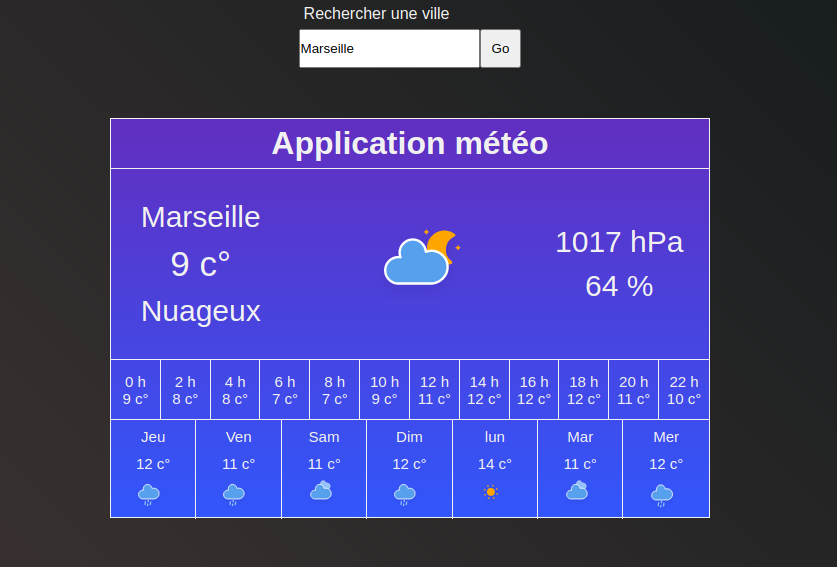 Rechercher une ville
Marseille Go
Application météo
Marseille
9 c°
Nuageux
1017 hPa
64 %
0 h 2 h 4 h 6 h 8 h 10 h 12 h 14 h 16 h 18 h 20 h 22 h
9 c° 8 c° 8 c° 7 c° 7 c° 9 c° 11 c° 12 c° 12 c° 12 c° 11 c° 10 c°
Jeu Ven Sam Dim lun Mar Mer
12 c° 11 c° 11 c° 12 c° 14 c° 11 c° 12 c°